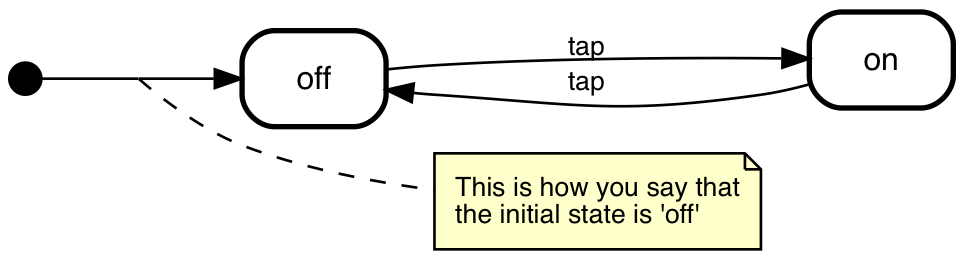 off
tap
on
tap
This is how you say that
the initial state is 'off'